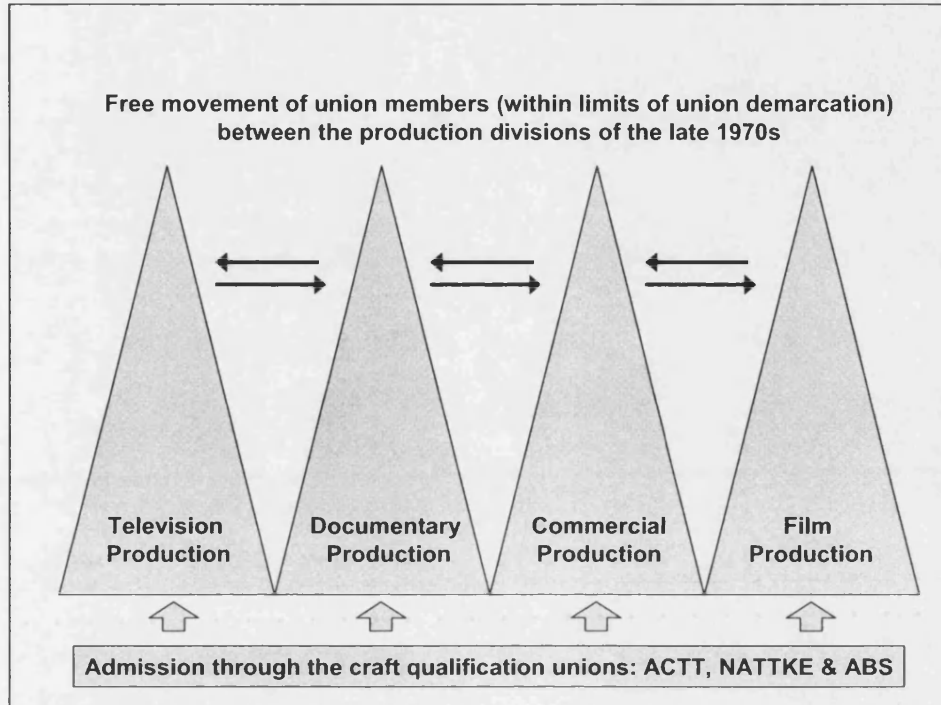 Free movement of union members (within limits of union demarcation)
between the production divisions of the late 1970s
Television
Production
Documentary
Production
Commercial
Production
Film
Production
Admission through the craft qualification unions: ACTT, NATTKE & ABS